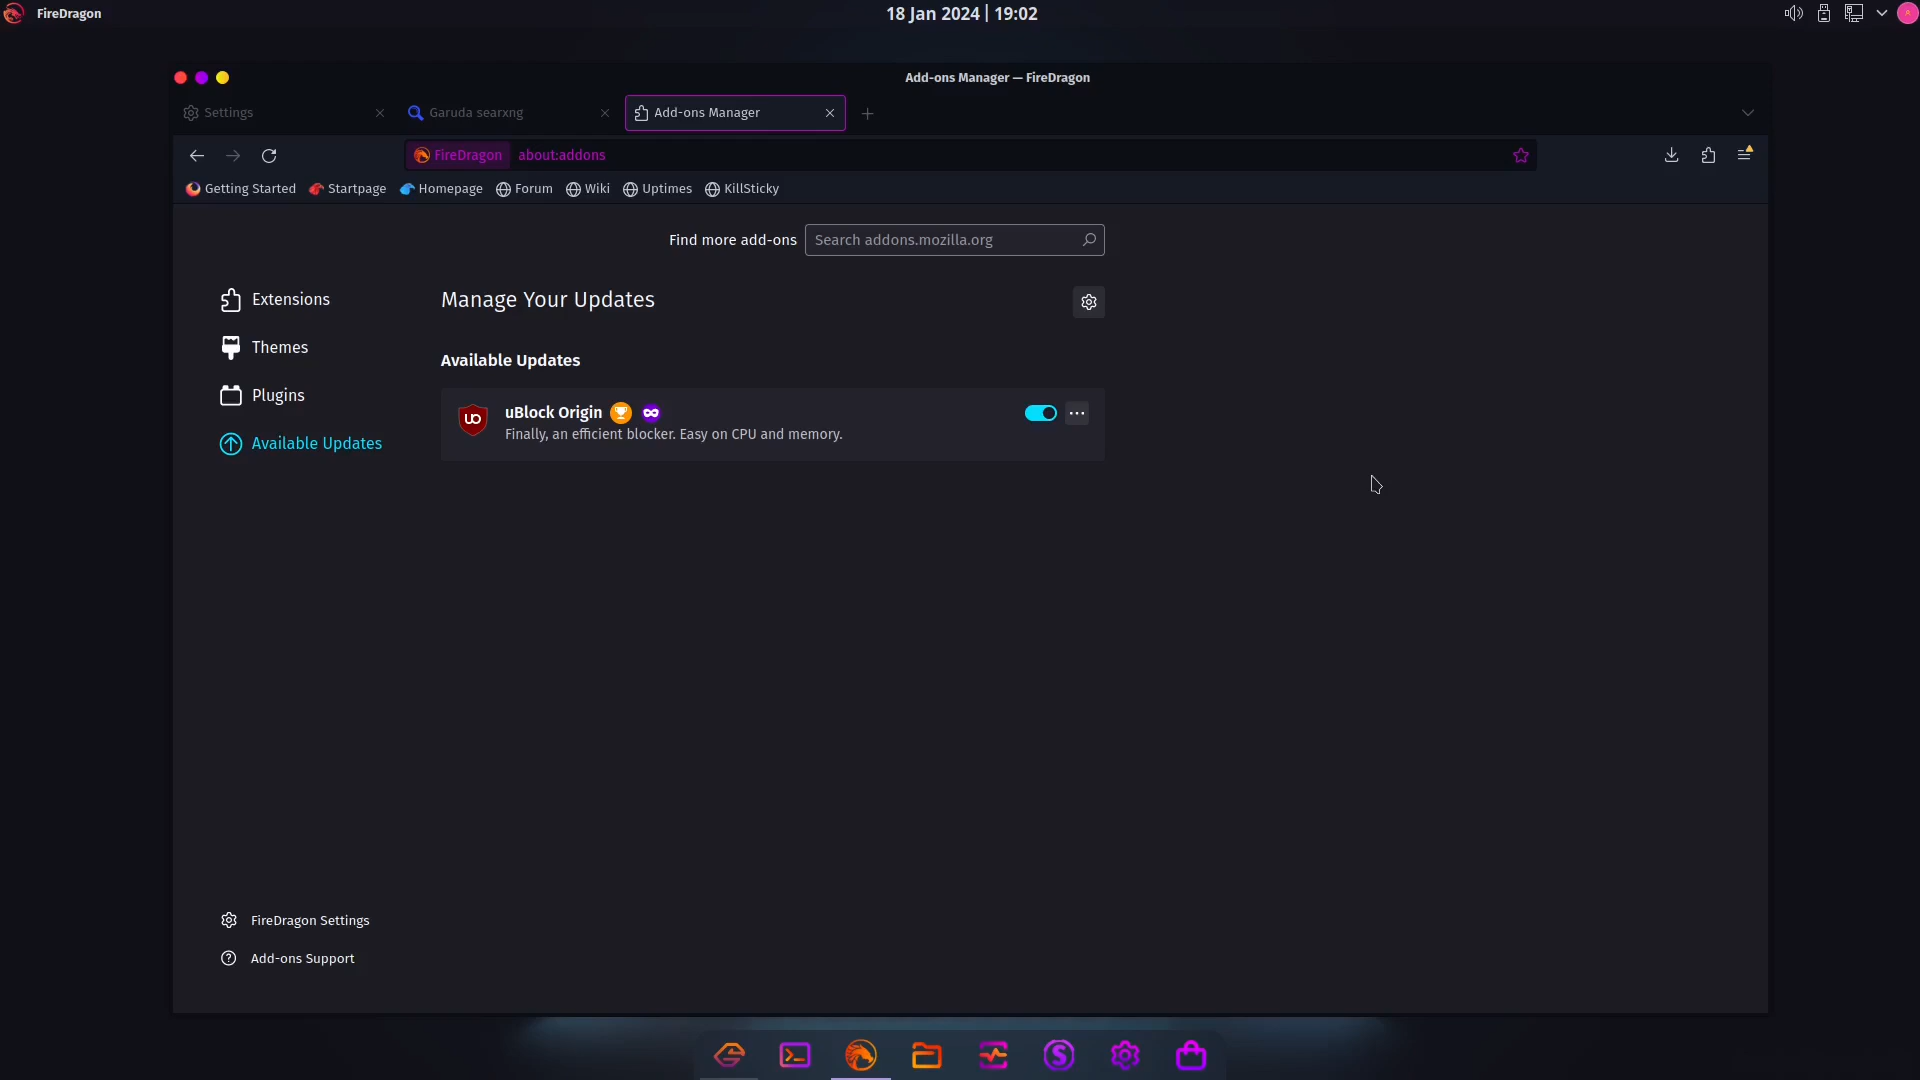 FireDragon
18 Jan 2024 | 19:02
Add-ons Manager — FireDragon
Settings
Garuda searxng
Add-ons Manager
FireDragon about:addons
Getting Started Startpage Homepage Forum Wiki Uptimes KillSticky
Find more add-ons Search addons.mozilla.org
Extensions
Themes
Plugins
Available Updates
Manage Your Updates
Available Updates
uBlock Origin
Finally, an efficient blocker. Easy on CPU and memory.
FireDragon Settings
Add-ons Support